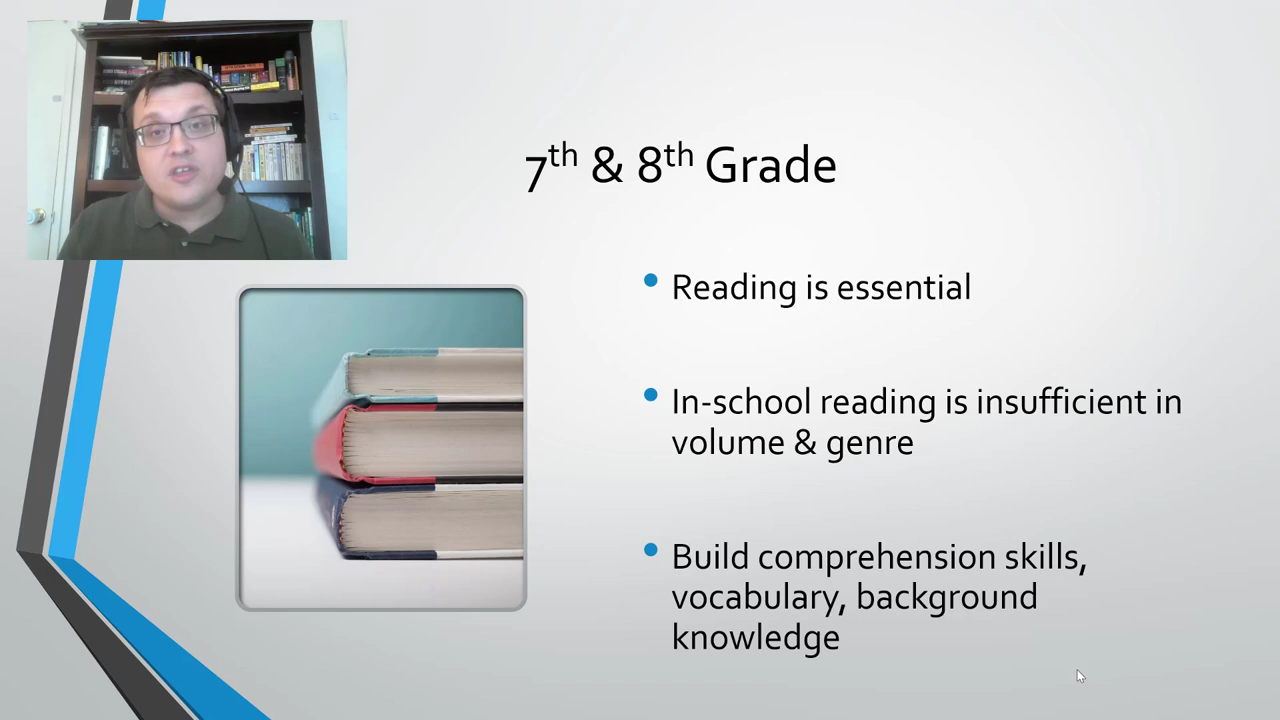 7th & 8th Grade
Reading is essential
In-school reading is insufficient in
volume & genre
Build comprehension skills,
vocabulary, background
knowledge